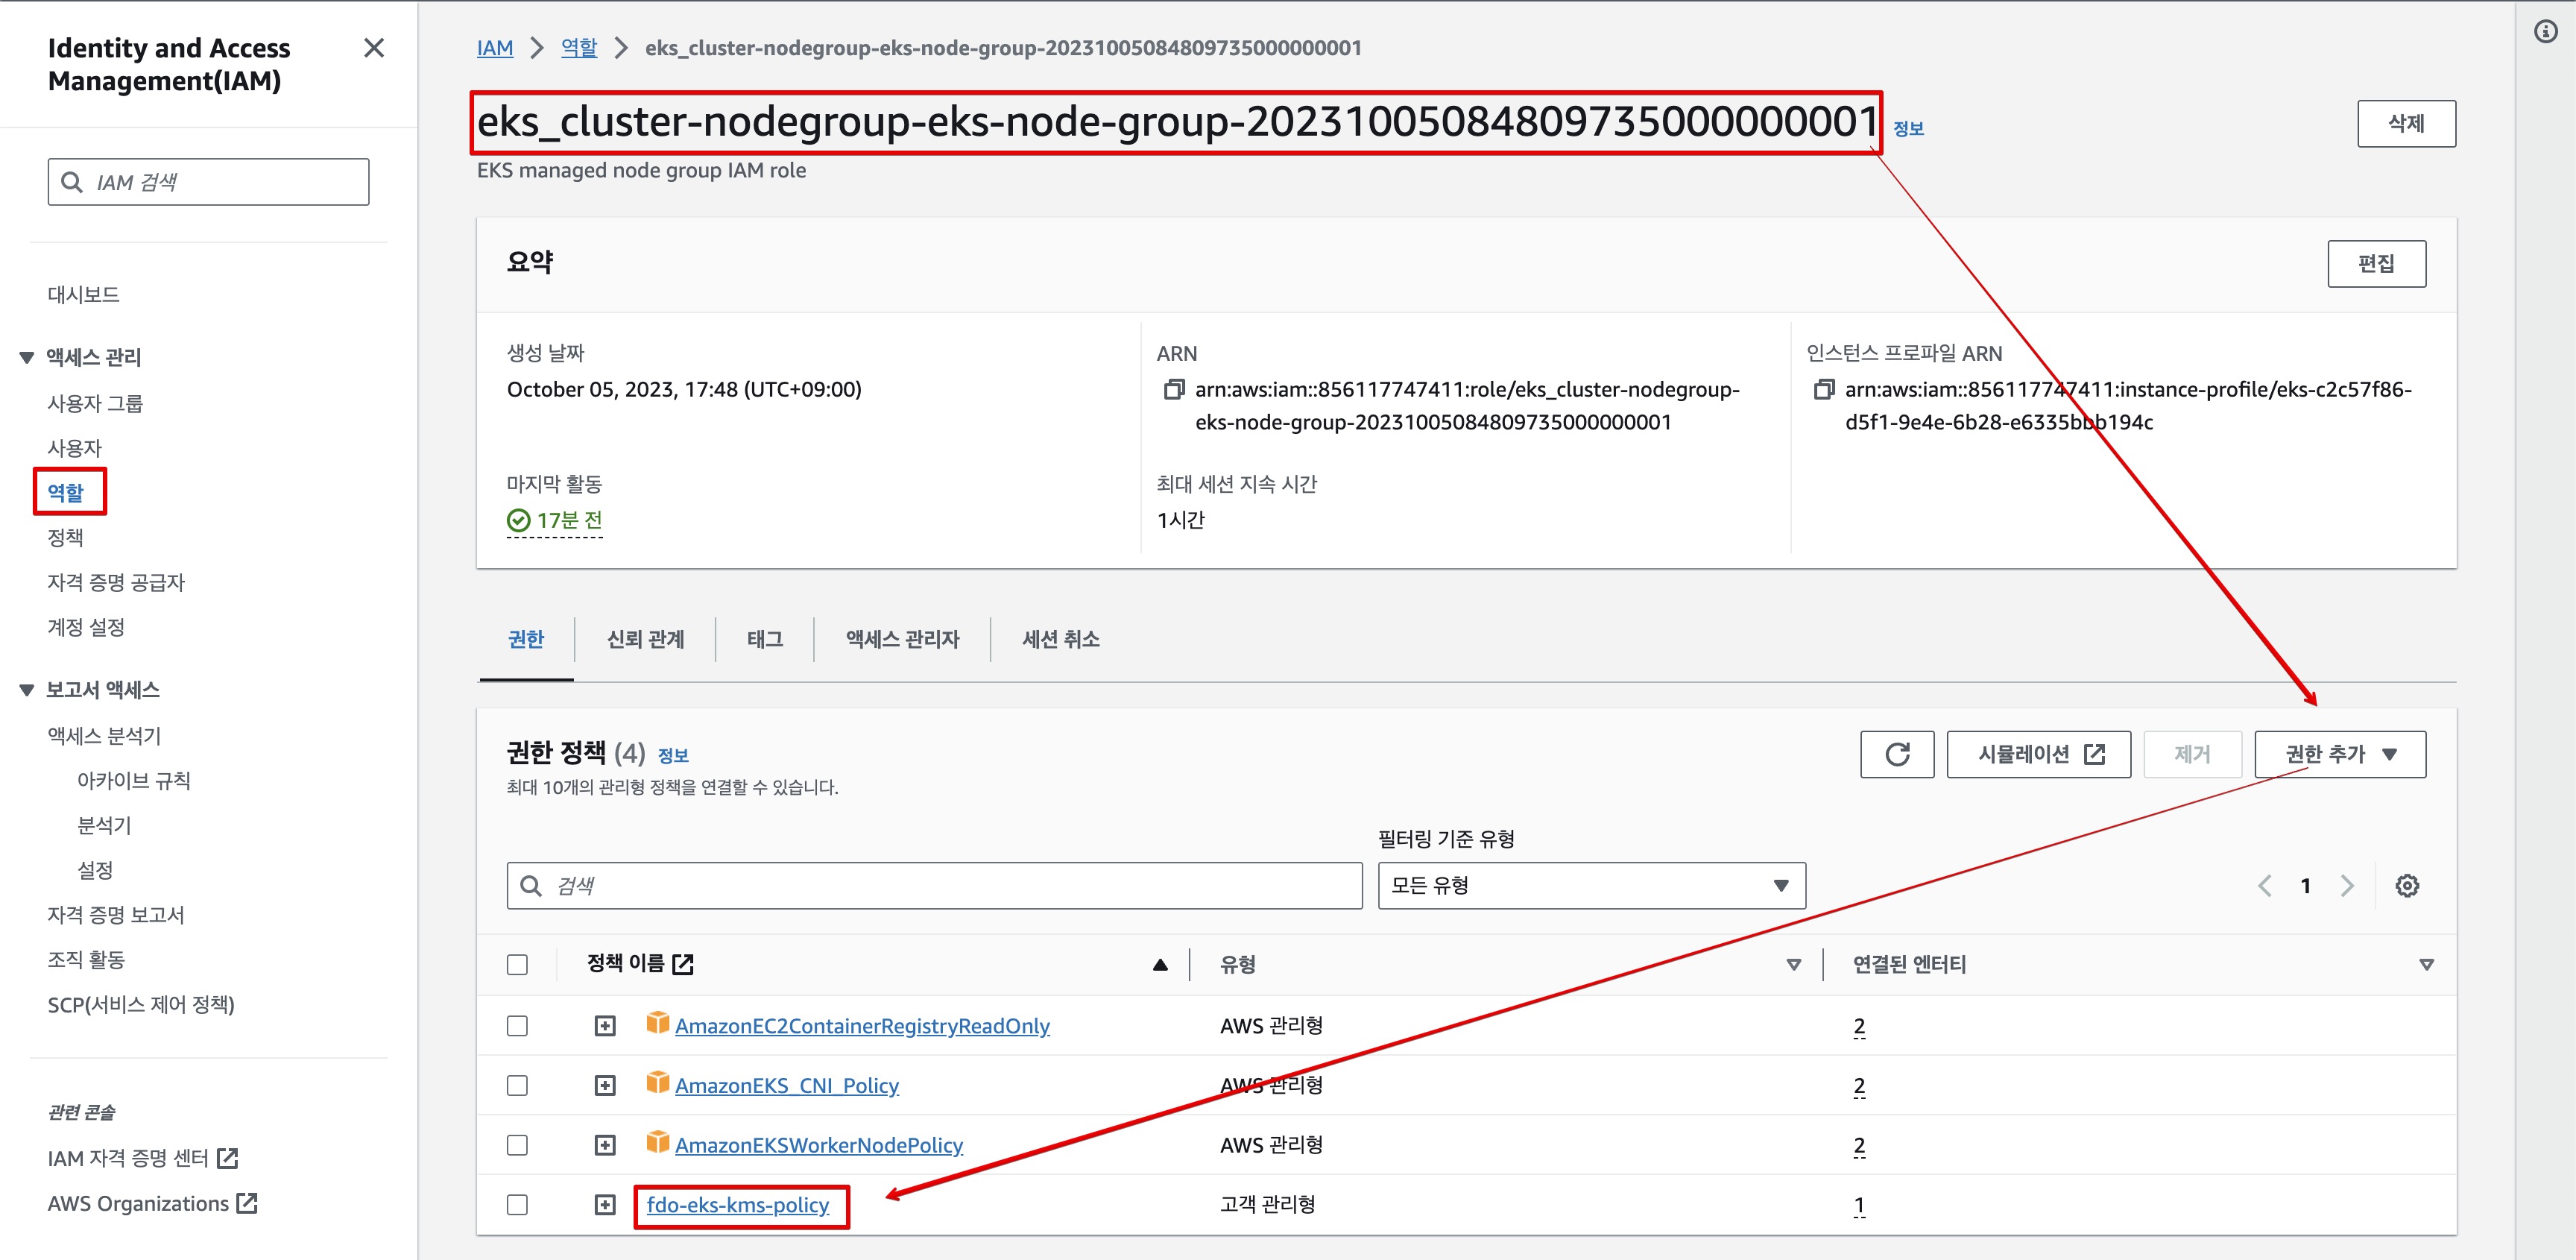 Identity and Access
Management(IAM)
IAM 검색
대시보드
액세스 관리
사용자 그룹
사용자
역할
정책
자격 증명 공급자
계정 설정
보고서 액세스
액세스 분석기
아카이브 규칙
분석기
설정
자격 증명 보고서
조직 활동
SCP(서비스 제어 정책)
관련 콘솔
IAM 자격 증명 센터
AWS Organizations
IAM 역할 eks_cluster-nodegroup-eks-node-group-20231005084809735000000001
eks_cluster-nodegroup-eks-node-group-20231005084809735000000001 정보
삭제
EKS managed node group IAM role
요약
편집
생성 날짜
October 05, 2023, 17:48 (UTC+09:00)
ARN
arn:aws:iam::856117747411:role/eks_cluster-nodegroup-
eks-node-group-20231005084809735000000001
인스턴스 프로파일 ARN
arn:aws:iam::856117747411:instance-profile/eks-c2c57f86-
d5f1-9e4e-6b28-e6335bbb194c
마지막 활동
17분 전
최대 세션 지속 시간
1시간
권한 신뢰 관계 태그 액세스 관리자 세션 취소
권한 정책 (4) 정보
최대 10개의 관리형 정책을 연결할 수 있습니다.
시뮬레이션 제거 권한 추가
필터링 기준 유형
검색 모든 유형 1
정책 이름 유형 연결된 엔터티
AmazonEC2ContainerRegistryReadOnly AWS 관리형 2
AmazonEKS_CNI_Policy AWS 관리형 2
AmazonEKSWorkerNodePolicy AWS 관리형 2
fdo-eks-kms-policy 고객 관리형 1